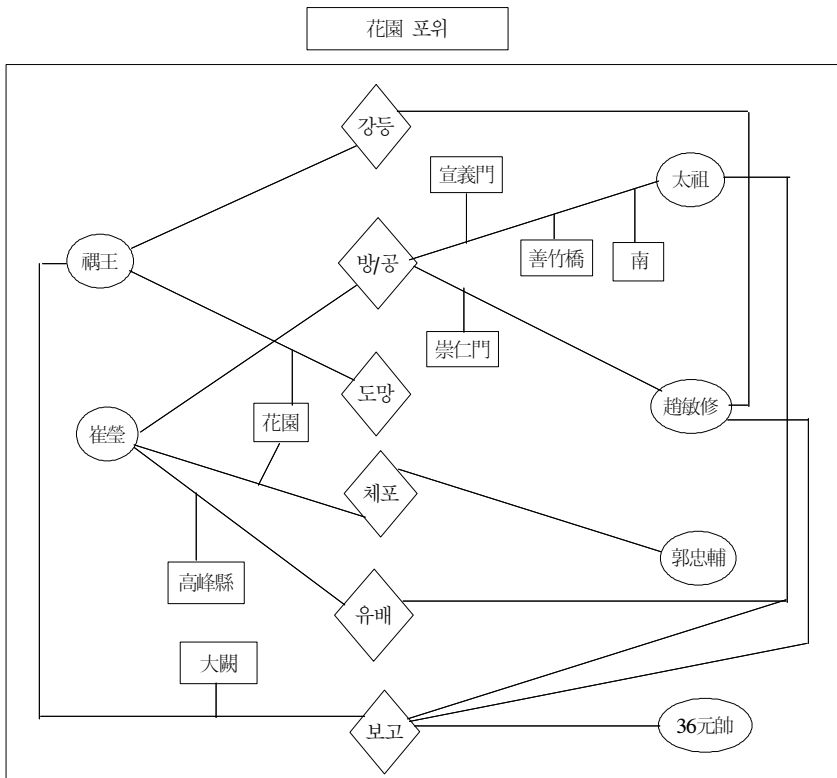 花園 포위
강등
宣義門
太祖
禑王
방/공
善竹橋
南
崇仁門
도망
趙敏修
崔瑩
花園
체포
郭忠輔
高峰縣
유배
大闕
보고
36元帥